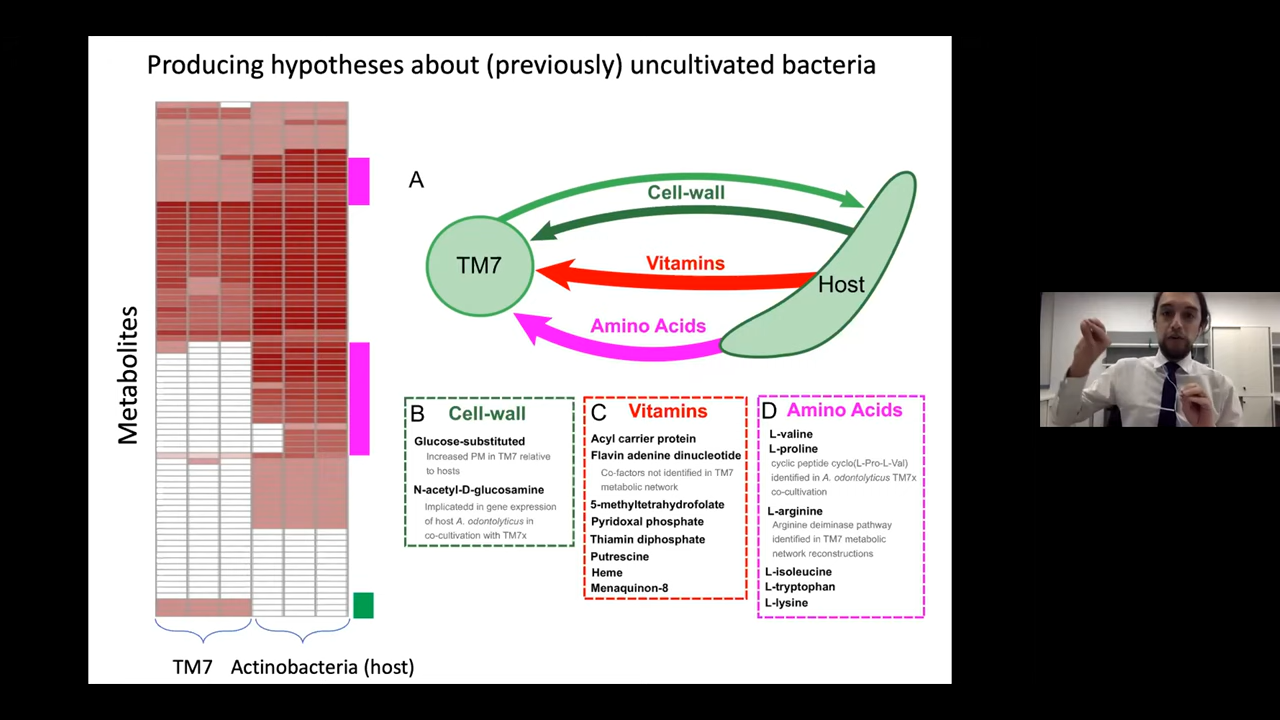 Producing hypotheses about (previously) uncultivated bacteria
Metabolites
TM7
Actinobacteria (host)
A
Cell-wall
TM7
Vitamins
Host
Amino Acids
B Cell-wall
Glucose-substituted
Increased PM in TM7 relative
to hosts
N-acetyl-D-glucosamine
Implicatedd in gene expression
of host A. odontolyticus in
co-cultivation with TM7x
C Vitamins
Acyl carrier protein
Flavin adenine dinucleotide
Co-factors not identified in TM7
metabolic network
5-methyltetrahydrofolate
Pyridoxal phosphate
Thiamin diphosphate
Putrescine
Heme
Menaquinon-8
D Amino Acids
L-valine
L-proline
cyclic peptide cyclo(L-Pro-L-Val)
identified in A. odontolyticus TM7x
co-cultivation
L-arginine
Arginine deiminase pathway
identified in TM7 metabolic
network reconstructions
L-isoleucine
L-tryptophan
L-lysine